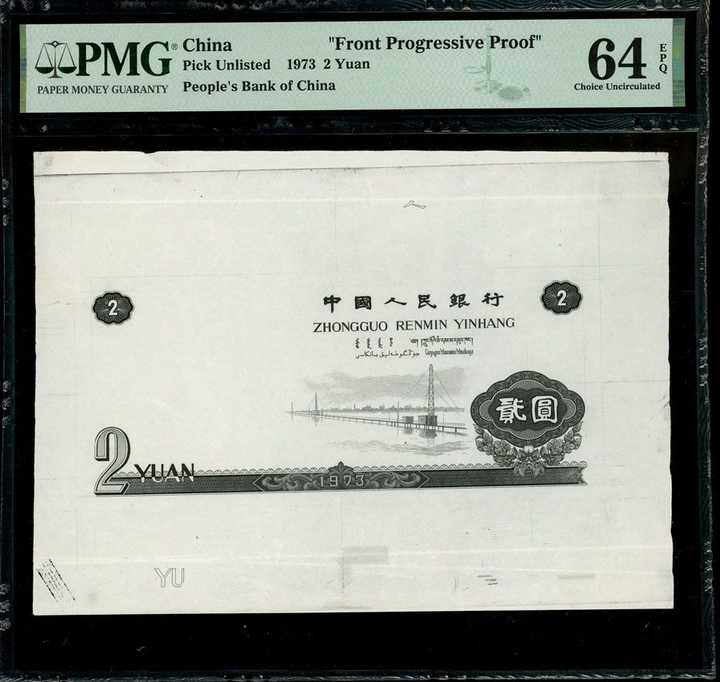 PMG®
PAPER MONEY GUARANTY
China
"Front Progressive Proof"
Pick Unlisted 1973 2 Yuan
People's Bank of China
64 EPQ
Choice Uncirculated
2
中國人民銀行
2
ZHONGGUO RENMIN YINHANG
貳圓
2 YUAN
1973
YU